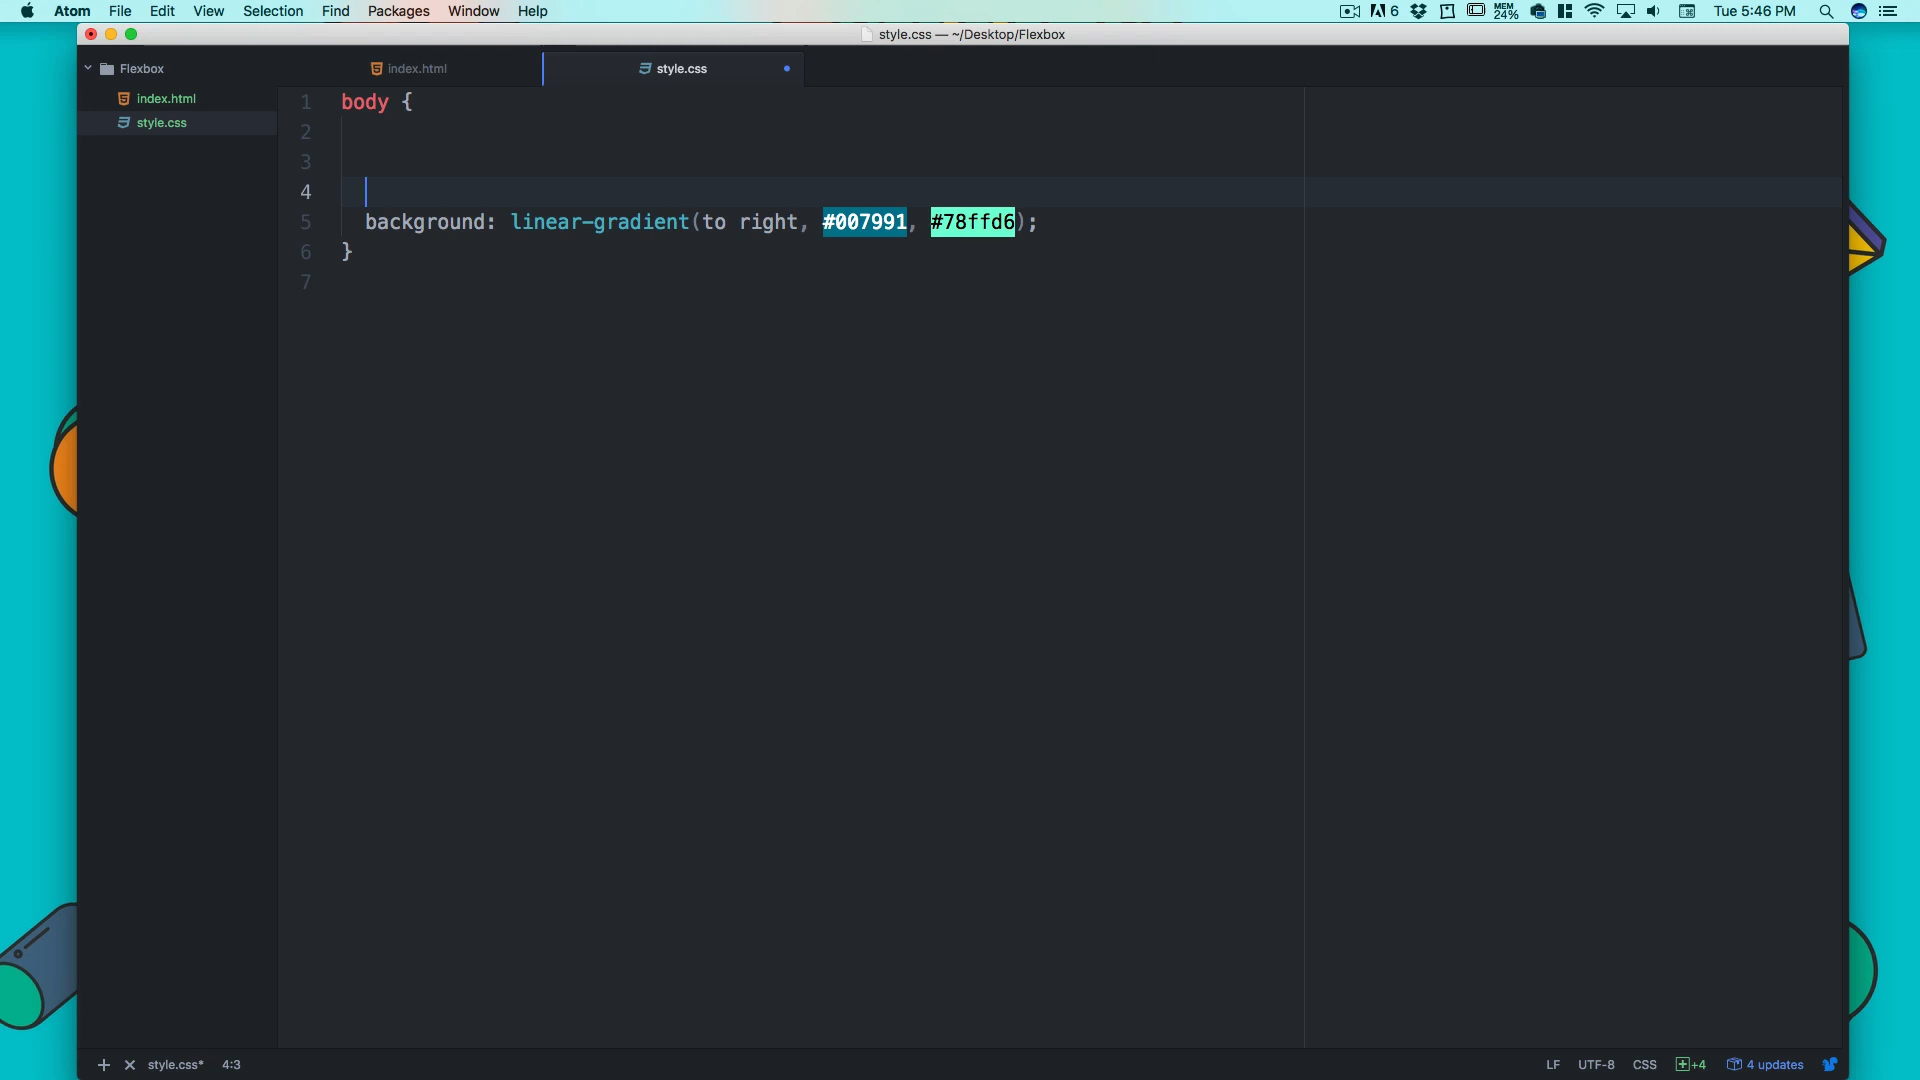 Atom File Edit View Selection Find Packages Window Help 6 MEM 24% Tue 5:46 PM
style.css — ~/Desktop/Flexbox
Flexbox index.html style.css
index.html
style.css
1 body {
2
3
4
5 background: linear-gradient(to right, #007991, #78ffd6);
6 }
7
style.css* 4:3 LF UTF-8 CSS +4 4 updates